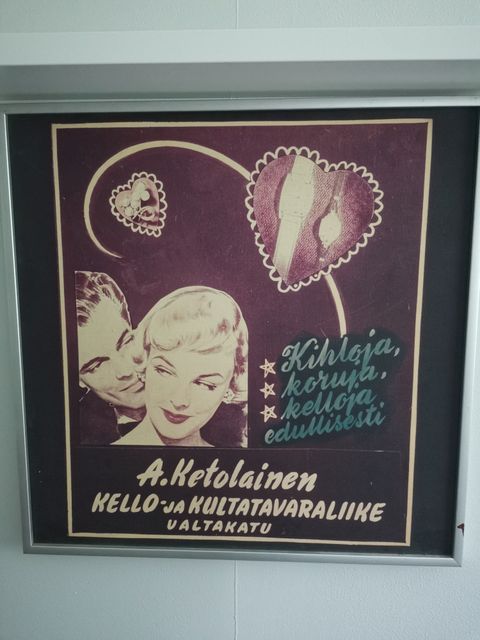 Kihloja,
koruja,
kelloja
edullisesti
A. Ketolainen
KELLO- JA KULTATAVARALIIKE
VALTAKATU